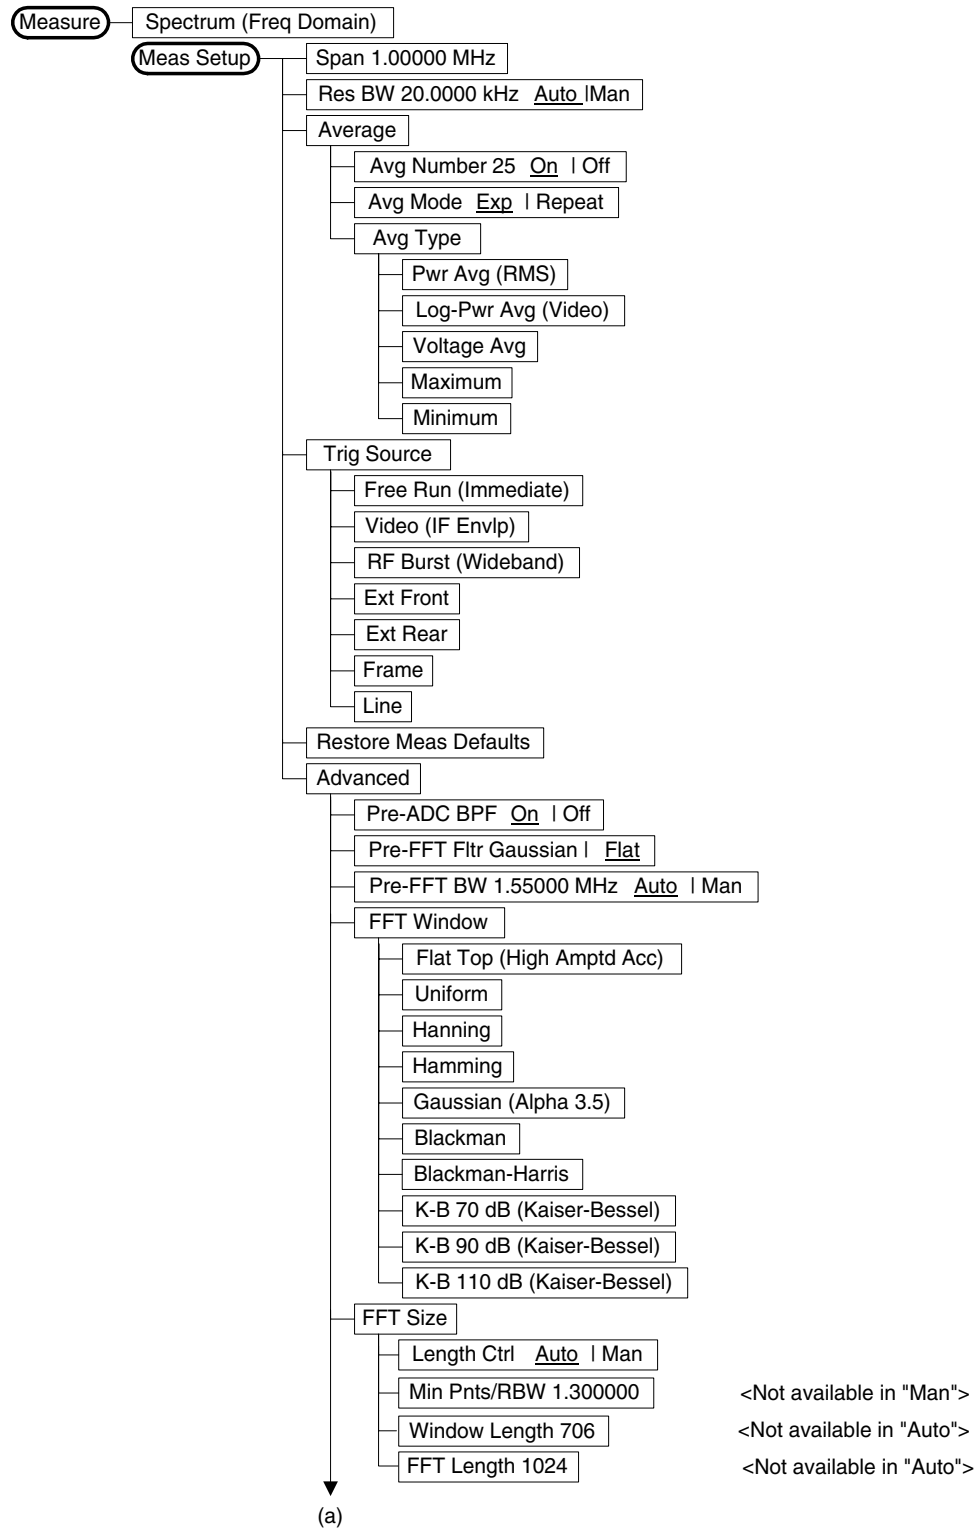 Measure
Spectrum (Freq Domain)
Meas Setup
Span 1.00000 MHz
Res BW 20.0000 kHz Auto |Man
Average
Avg Number 25 On | Off
Avg Mode Exp | Repeat
Avg Type
Pwr Avg (RMS)
Log-Pwr Avg (Video)
Voltage Avg
Maximum
Minimum
Trig Source
Free Run (Immediate)
Video (IF Envlp)
RF Burst (Wideband)
Ext Front
Ext Rear
Frame
Line
Restore Meas Defaults
Advanced
Pre-ADC BPF On | Off
Pre-FFT Fltr Gaussian | Flat
Pre-FFT BW 1.55000 MHz Auto | Man
FFT Window
Flat Top (High Amptd Acc)
Uniform
Hanning
Hamming
Gaussian (Alpha 3.5)
Blackman
Blackman-Harris
K-B 70 dB (Kaiser-Bessel)
K-B 90 dB (Kaiser-Bessel)
K-B 110 dB (Kaiser-Bessel)
FFT Size
Length Ctrl Auto | Man
Min Pnts/RBW 1.300000 <Not available in "Man">
Window Length 706 <Not available in "Auto">
FFT Length 1024 <Not available in "Auto">
(a)